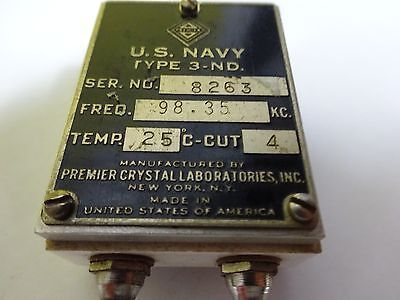 U.S. NAVY
TYPE 3-ND.
SER. NO. 8263
FREQ. 98.35 KC.
TEMP. 25 °C-CUT 4
MANUFACTURED BY
PREMIER CRYSTAL LABORATORIES, INC.
NEW YORK, N.Y.
MADE IN
UNITED STATES OF AMERICA